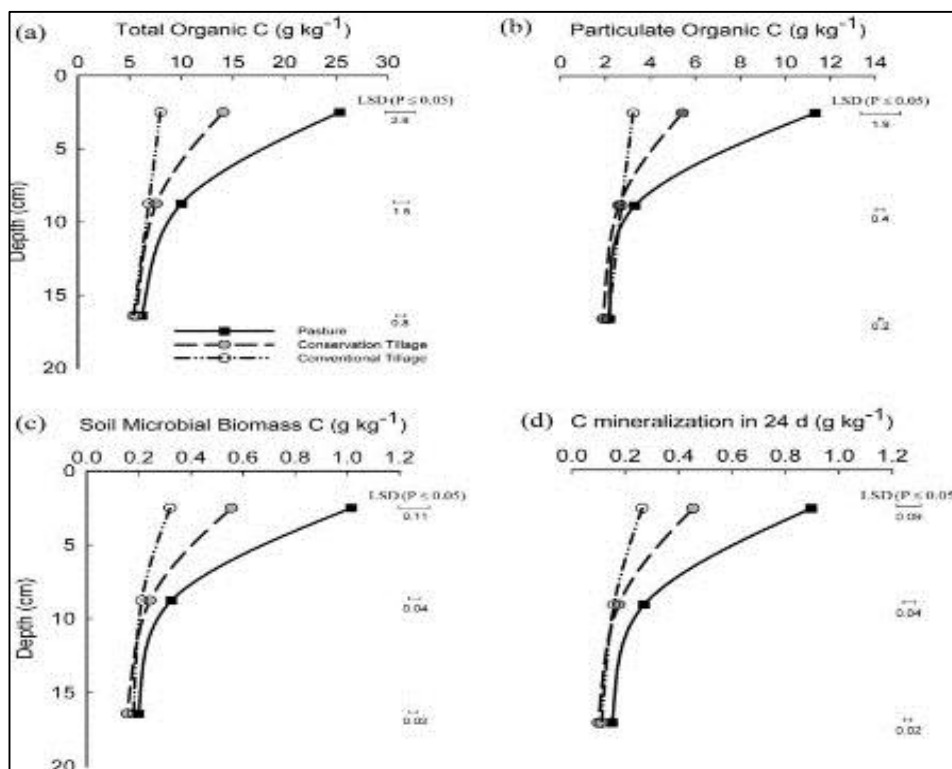 (a) Total Organic C (g kg⁻¹)
0 5 10 15 20 25 30
0
5
10
15
20
Depth (cm)
LSD (P ≤ 0.05)
2.8
1.6
0.8
Pasture
Conservation Tillage
Conventional Tillage
(b) Particulate Organic C (g kg⁻¹)
0 2 4 6 8 10 12 14
LSD (P ≤ 0.05)
1.9
0.4
0.2
(c) Soil Microbial Biomass C (g kg⁻¹)
0.0 0.2 0.4 0.6 0.8 1.0 1.2
0
5
10
15
20
Depth (cm)
LSD (P ≤ 0.05)
0.11
0.04
0.03
(d) C mineralization in 24 d (g kg⁻¹)
0.0 0.2 0.4 0.6 0.8 1.0 1.2
LSD (P ≤ 0.05)
0.09
0.04
0.02